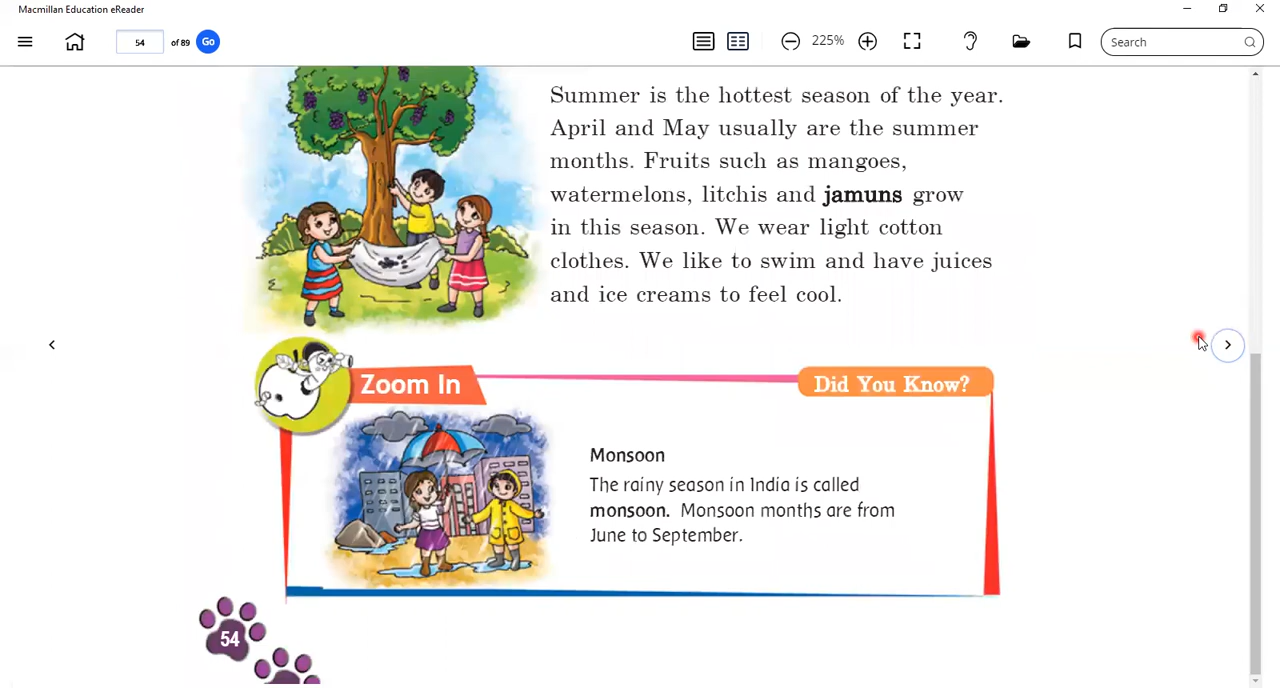 Macmillan Education eReader
54 of 89 Go 225% Search
Summer is the hottest season of the year.
April and May usually are the summer
months. Fruits such as mangoes,
watermelons, litchis and jamuns grow
in this season. We wear light cotton
clothes. We like to swim and have juices
and ice creams to feel cool.
Zoom In
Did You Know?
Monsoon
The rainy season in India is called
monsoon. Monsoon months are from
June to September.
54